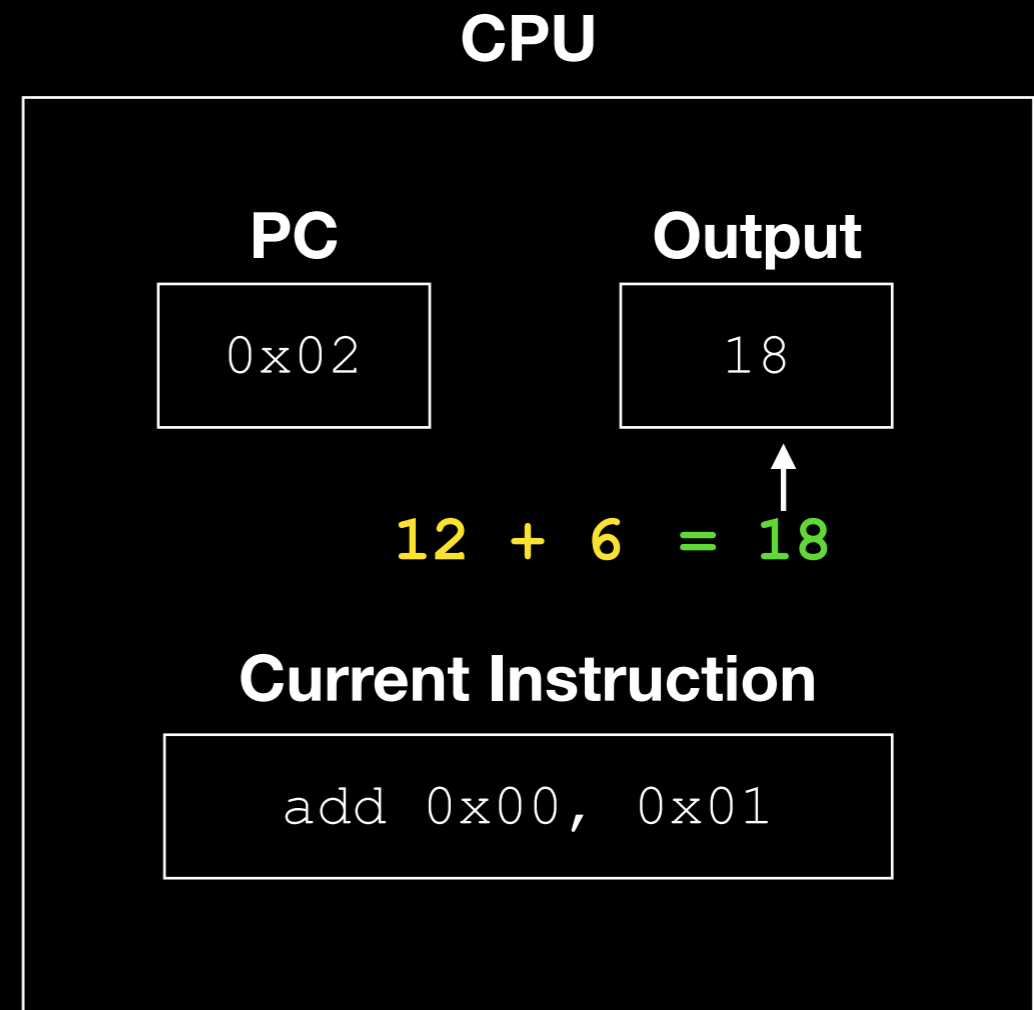 CPU
PC
Output
0x02
18
12 + 6 = 18
Current Instruction
add 0x00, 0x01